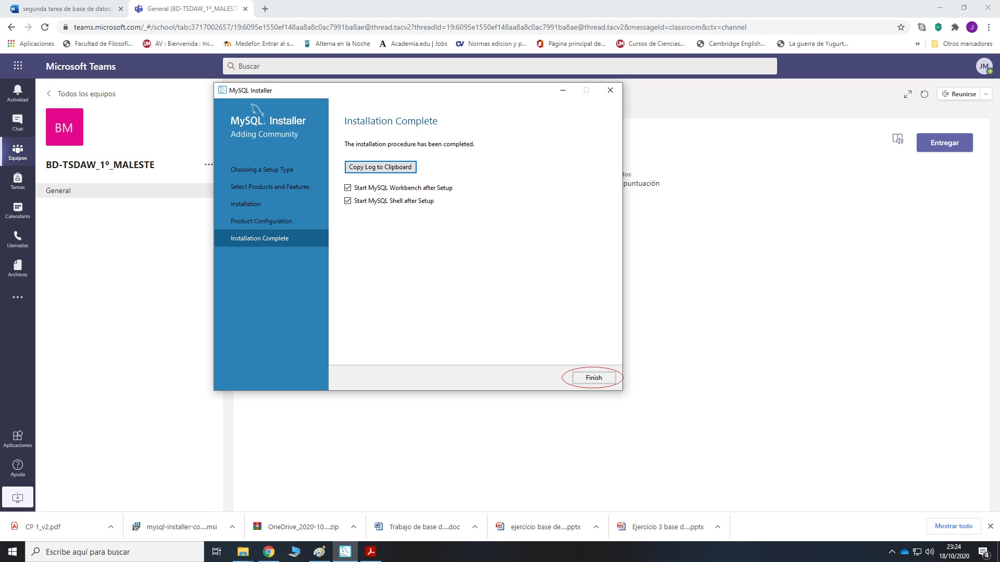 segunda tarea de base de datos.
General (BD-TSDAW_1º_MALESTE
teams.microsoft.com/_#/school/tab::3717002657/19:6095e1550ef148aa8a8c0ac7991ba8ae@thread.tacv2?threadId=19:6095e1550ef148aa8a8c0ac7991ba8ae@thread.tacv2&messageId=classroom&ctx=channel
J
Aplicaciones
Facultad de Filosofí...
AV : Bienvenida : Ini...
Medefor: Entrar al s...
Alterna en la Noche
Academia.edu | Jobs
Normas edicion y p...
Página principal de...
Cursos de Ciencias...
Cambridge English...
La guerra de Yugurt...
»
Otros marcadores
Microsoft Teams
Buscar
JM
Actividad
Chat
Equipos
Tareas
Calendario
Llamadas
Archivos
Aplicaciones
Ayuda
Todos los equipos
BM
BD-TSDAW_1º_MALESTE
General
Reunirse
Entregar
tos
puntuación
MySQL Installer
MySQL. Installer
Adding Community
Choosing a Setup Type
Select Products and Features
Installation
Product Configuration
Installation Complete
Installation Complete
The installation procedure has been completed.
Copy Log to Clipboard
Start MySQL Workbench after Setup
Start MySQL Shell after Setup
Finish
CP 1_v2.pdf
mysql-installer-co....msi
OneDrive_2020-10....zip
Trabajo de base d....doc
ejercicio base de....pptx
Ejercicio 3 base d....pptx
Mostrar todo
Escribe aquí para buscar
23:24
18/10/2020
4